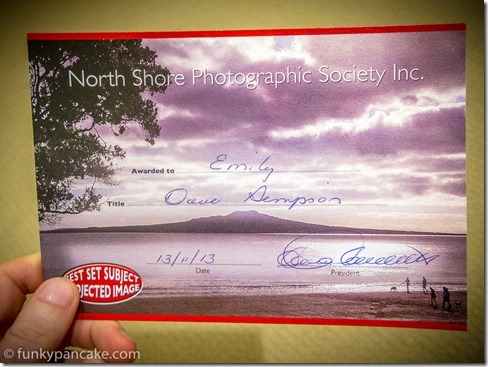 North Shore Photographic Society Inc.
Awarded to Emily
Title Dave Simpson
13/11/13
Date President
BEST SET SUBJECT
PROJECTED IMAGE
© funkypancake.com